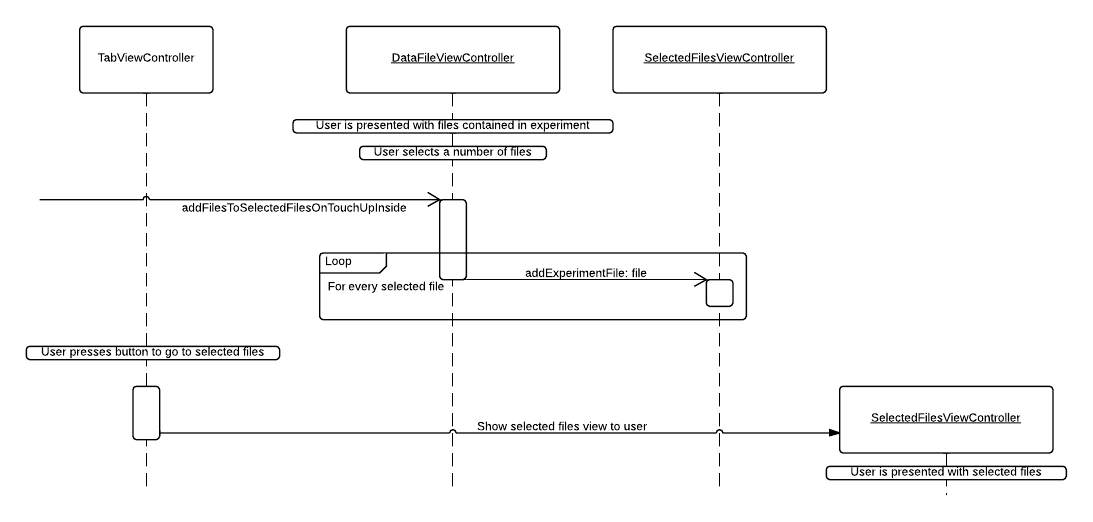 TabViewController
DataFileViewController
SelectedFilesViewController
User is presented with files contained in experiment
User selects a number of files
addFilesToSelectedFilesOnTouchUpInside
Loop
addExperimentFile: file
For every selected file
User presses button to go to selected files
SelectedFilesViewController
Show selected files view to user
User is presented with selected files